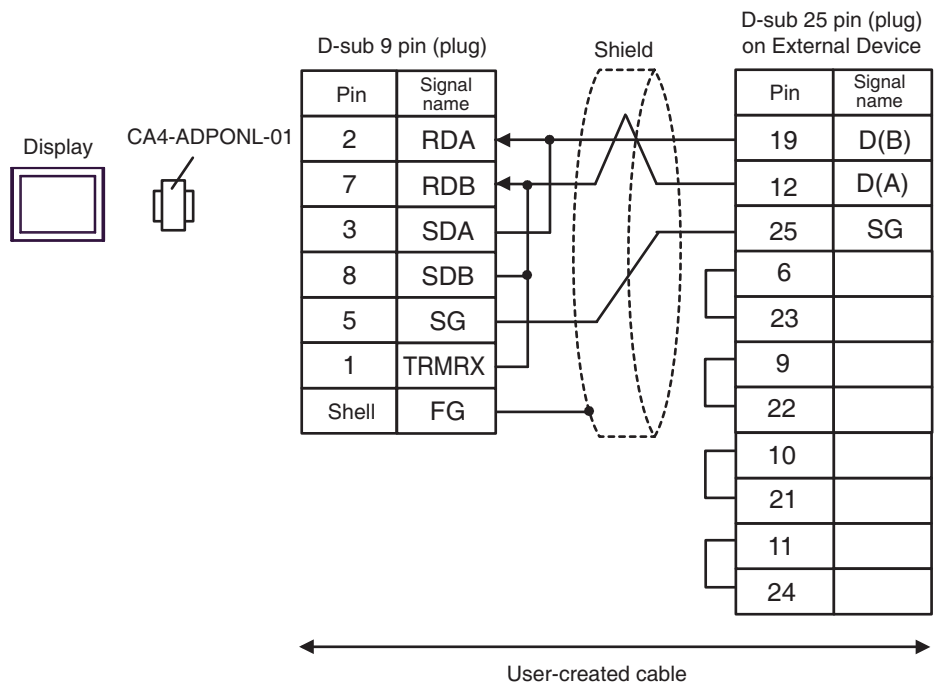 D-sub 25 pin (plug)
on External Device
D-sub 9 pin (plug)
Shield
Display
CA4-ADPONL-01
Pin Signal name
2 RDA
7 RDB
3 SDA
8 SDB
5 SG
1 TRMRX
Shell FG
Pin Signal name
19 D(B)
12 D(A)
25 SG
6
23
9
22
10
21
11
24
User-created cable